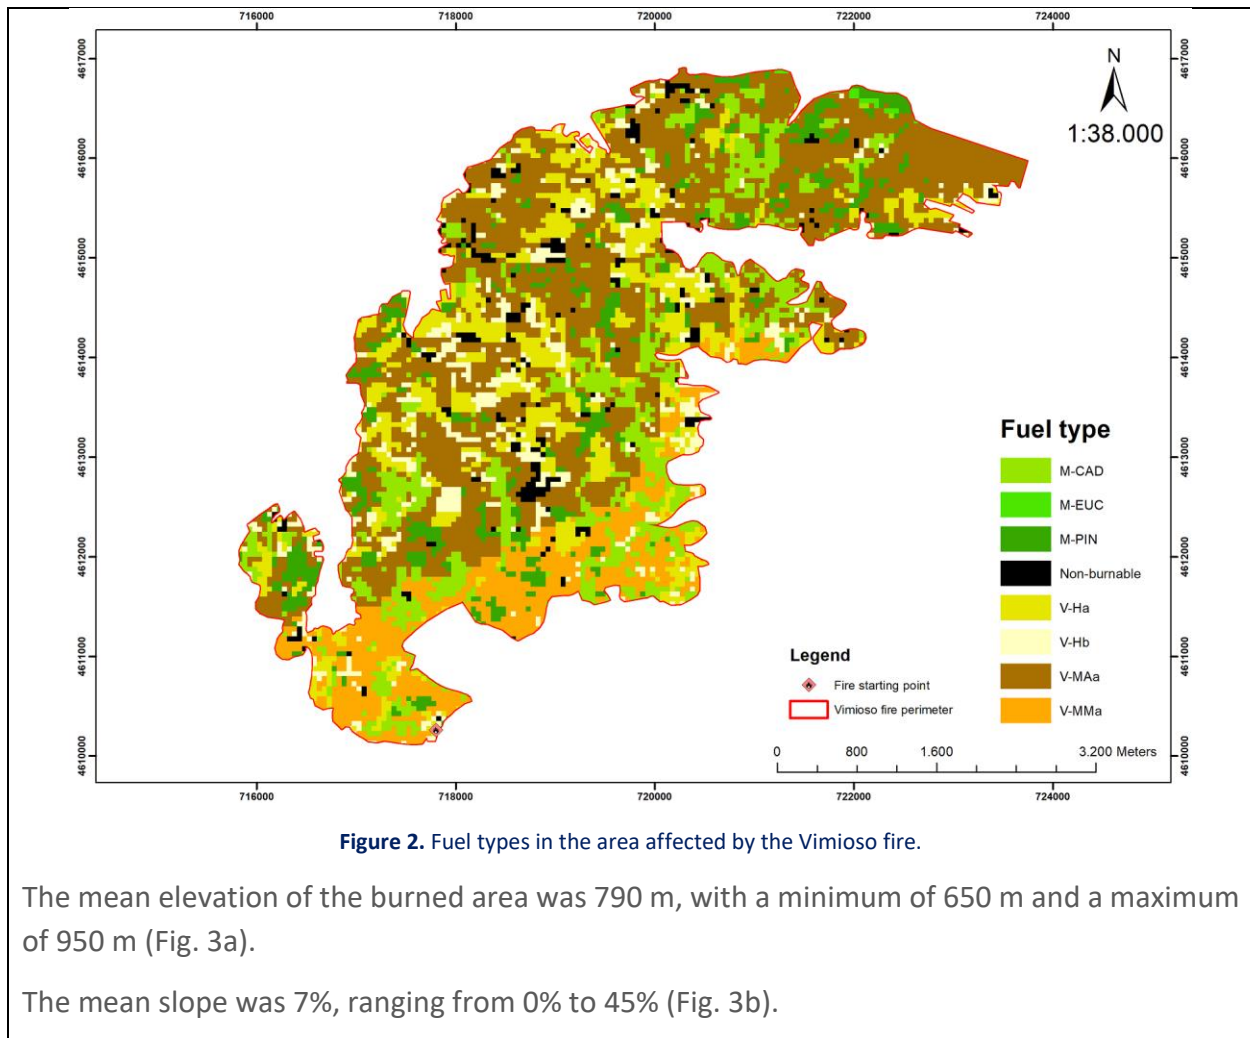 716000 718000 720000 722000 724000
4617000 4617000
N
1:38.000
4616000 4616000
4615000 4615000
4614000 4614000
Fuel type
M-CAD
4613000 4613000
M-EUC
M-PIN
4612000 4612000
Non-burnable
V-Ha
V-Hb
4611000 4611000
Legend
V-MAa
Fire starting point
Vimioso fire perimeter
V-MMa
4610000 4610000
0 800 1.600 3.200 Meters
716000 718000 720000 722000 724000
Figure 2. Fuel types in the area affected by the Vimioso fire.
The mean elevation of the burned area was 790 m, with a minimum of 650 m and a maximum
of 950 m (Fig. 3a).
The mean slope was 7%, ranging from 0% to 45% (Fig. 3b).